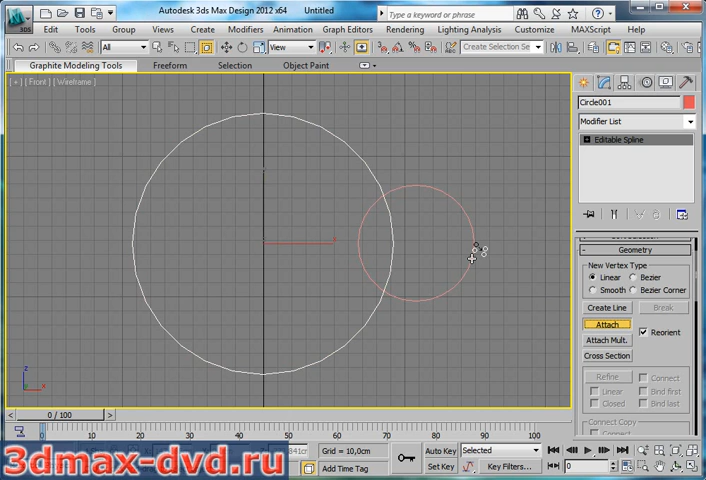 Autodesk 3ds Max Design 2012 x64 Untitled
Type a keyword or phrase
3DS
Edit Tools Group Views Create Modifiers Animation Graph Editors Rendering Lighting Analysis Customize MAXScript Help
All View Create Selection Se
Graphite Modeling Tools Freeform Selection Object Paint
[ + ] [ Front ] [ Wireframe ]
Circle001
Modifier List
Editable Spline
Geometry
New Vertex Type
Linear Bezier
Smooth Bezier Corner
Create Line Break
Attach Reorient
Attach Mult.
Cross Section
Refine Connect
Linear Bind first
Closed Bind last
Connect Copy
x
z
x
0 / 100
0 10 20 30 40 50 60 70 80 90 100
Grid = 10,0cm
Add Time Tag
Auto Key Selected
Set Key Key Filters...
0
3dmax-dvd.ru